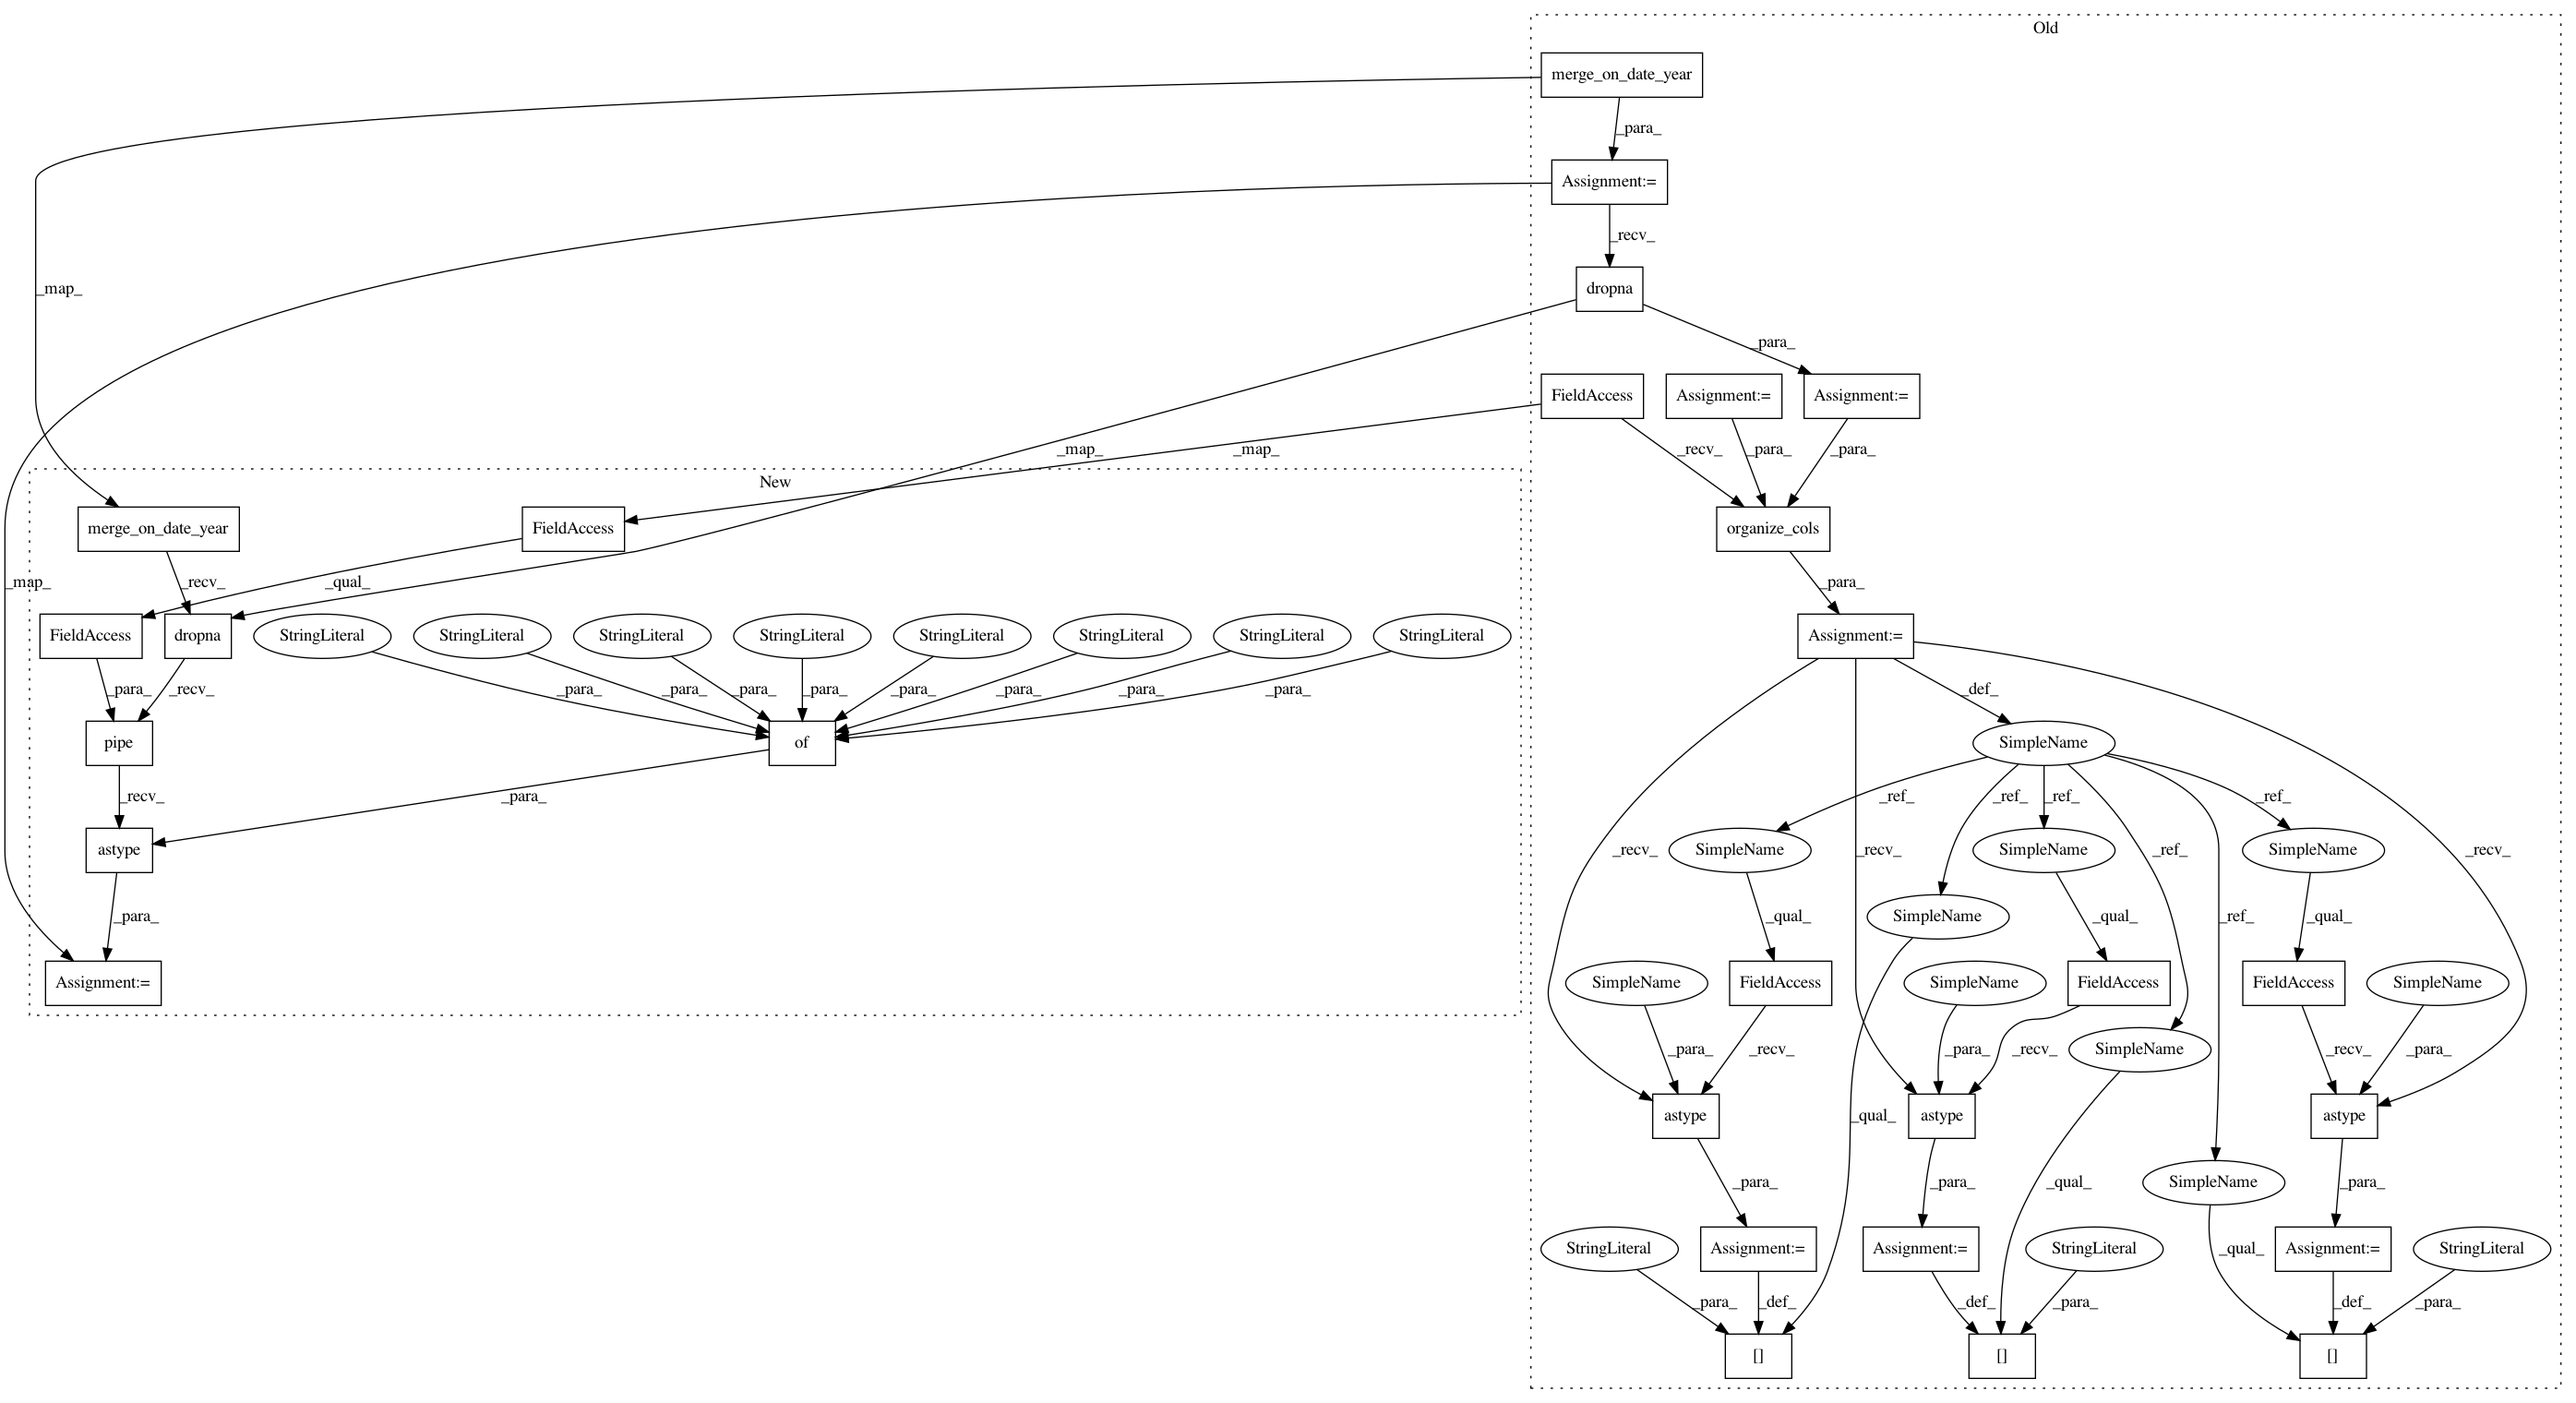 Old
merge_on_date_year
_para_
Assignment:=
_recv_
dropna
_map_
_para_
FieldAccess
Assignment:=
Assignment:=
_map_
_map_
_recv_
_para_
_para_
New
merge_on_date_year
FieldAccess
organize_cols
_map_
_recv_
_qual_
_para_
FieldAccess
dropna
StringLiteral
StringLiteral
StringLiteral
StringLiteral
StringLiteral
StringLiteral
StringLiteral
StringLiteral
Assignment:=
_para_
_recv_
_para_
_para_
_para_
_para_
_para_
_para_
_para_
_para_
_def_
pipe
of
SimpleName
_recv_
_para_
_ref_
_ref_
_ref_
_ref_
astype
_recv_
SimpleName
_recv_
SimpleName
_ref_
SimpleName
_recv_
_para_
_qual_
SimpleName
_qual_
_ref_
_qual_
Assignment:=
SimpleName
FieldAccess
SimpleName
FieldAccess
FieldAccess
SimpleName
_para_
_recv_
_para_
_recv_
SimpleName
_recv_
_para_
astype
_qual_
astype
astype
_para_
_para_
_qual_
SimpleName
_para_
StringLiteral
Assignment:=
Assignment:=
StringLiteral
_qual_
Assignment:=
StringLiteral
_para_
_def_
_def_
_para_
_def_
_para_
[]
[]
[]